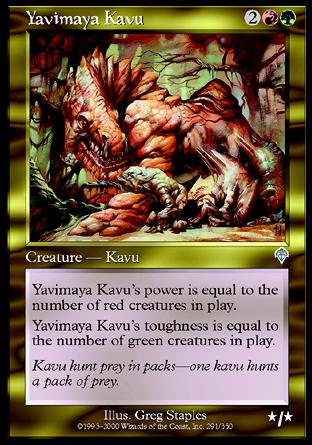 Yavimaya Kavu 2
Creature — Kavu
Yavimaya Kavu's power is equal to the
number of red creatures in play.
Yavimaya Kavu's toughness is equal to
the number of green creatures in play.
Kavu hunt prey in packs—one kavu hunts
a pack of prey.
Illus. Greg Staples
©1993–2000 Wizards of the Coast, Inc. 291/350
*/*